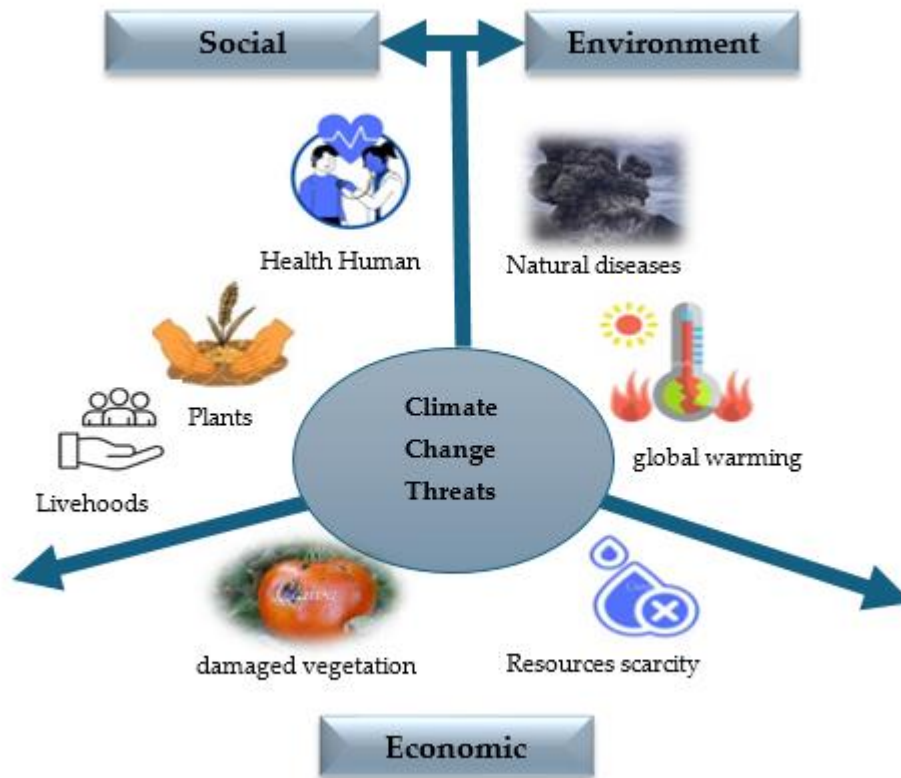 Social
Environment
Health Human
Natural diseases
Plants
Livehoods
global warming
Climate
Change
Threats
damaged vegetation
Resources scarcity
Economic